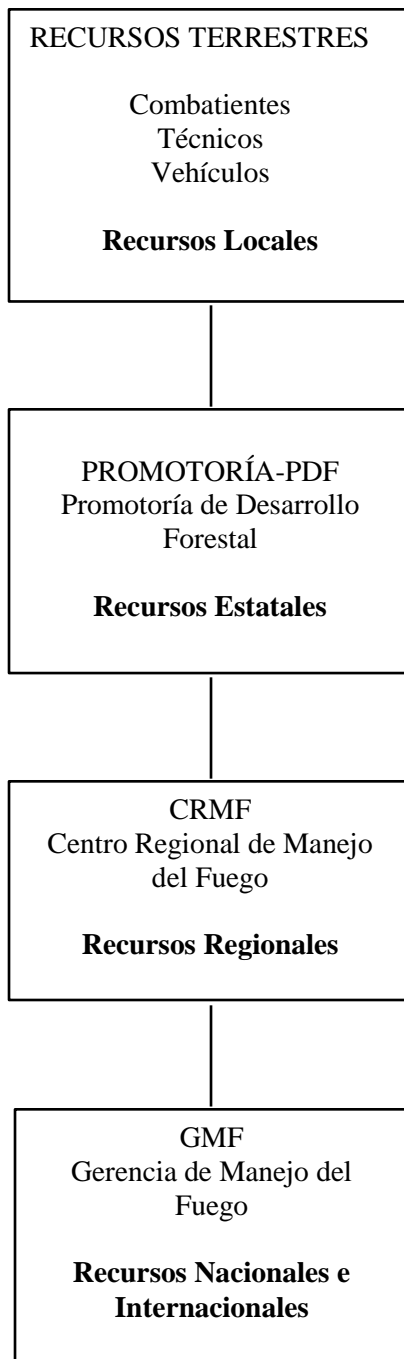 RECURSOS TERRESTRES
Combatientes
Técnicos
Vehículos
Recursos Locales
PROMOTORÍA-PDF
Promotoría de Desarrollo
Forestal
Recursos Estatales
CRMF
Centro Regional de Manejo
del Fuego
Recursos Regionales
GMF
Gerencia de Manejo del
Fuego
Recursos Nacionales e
Internacionales